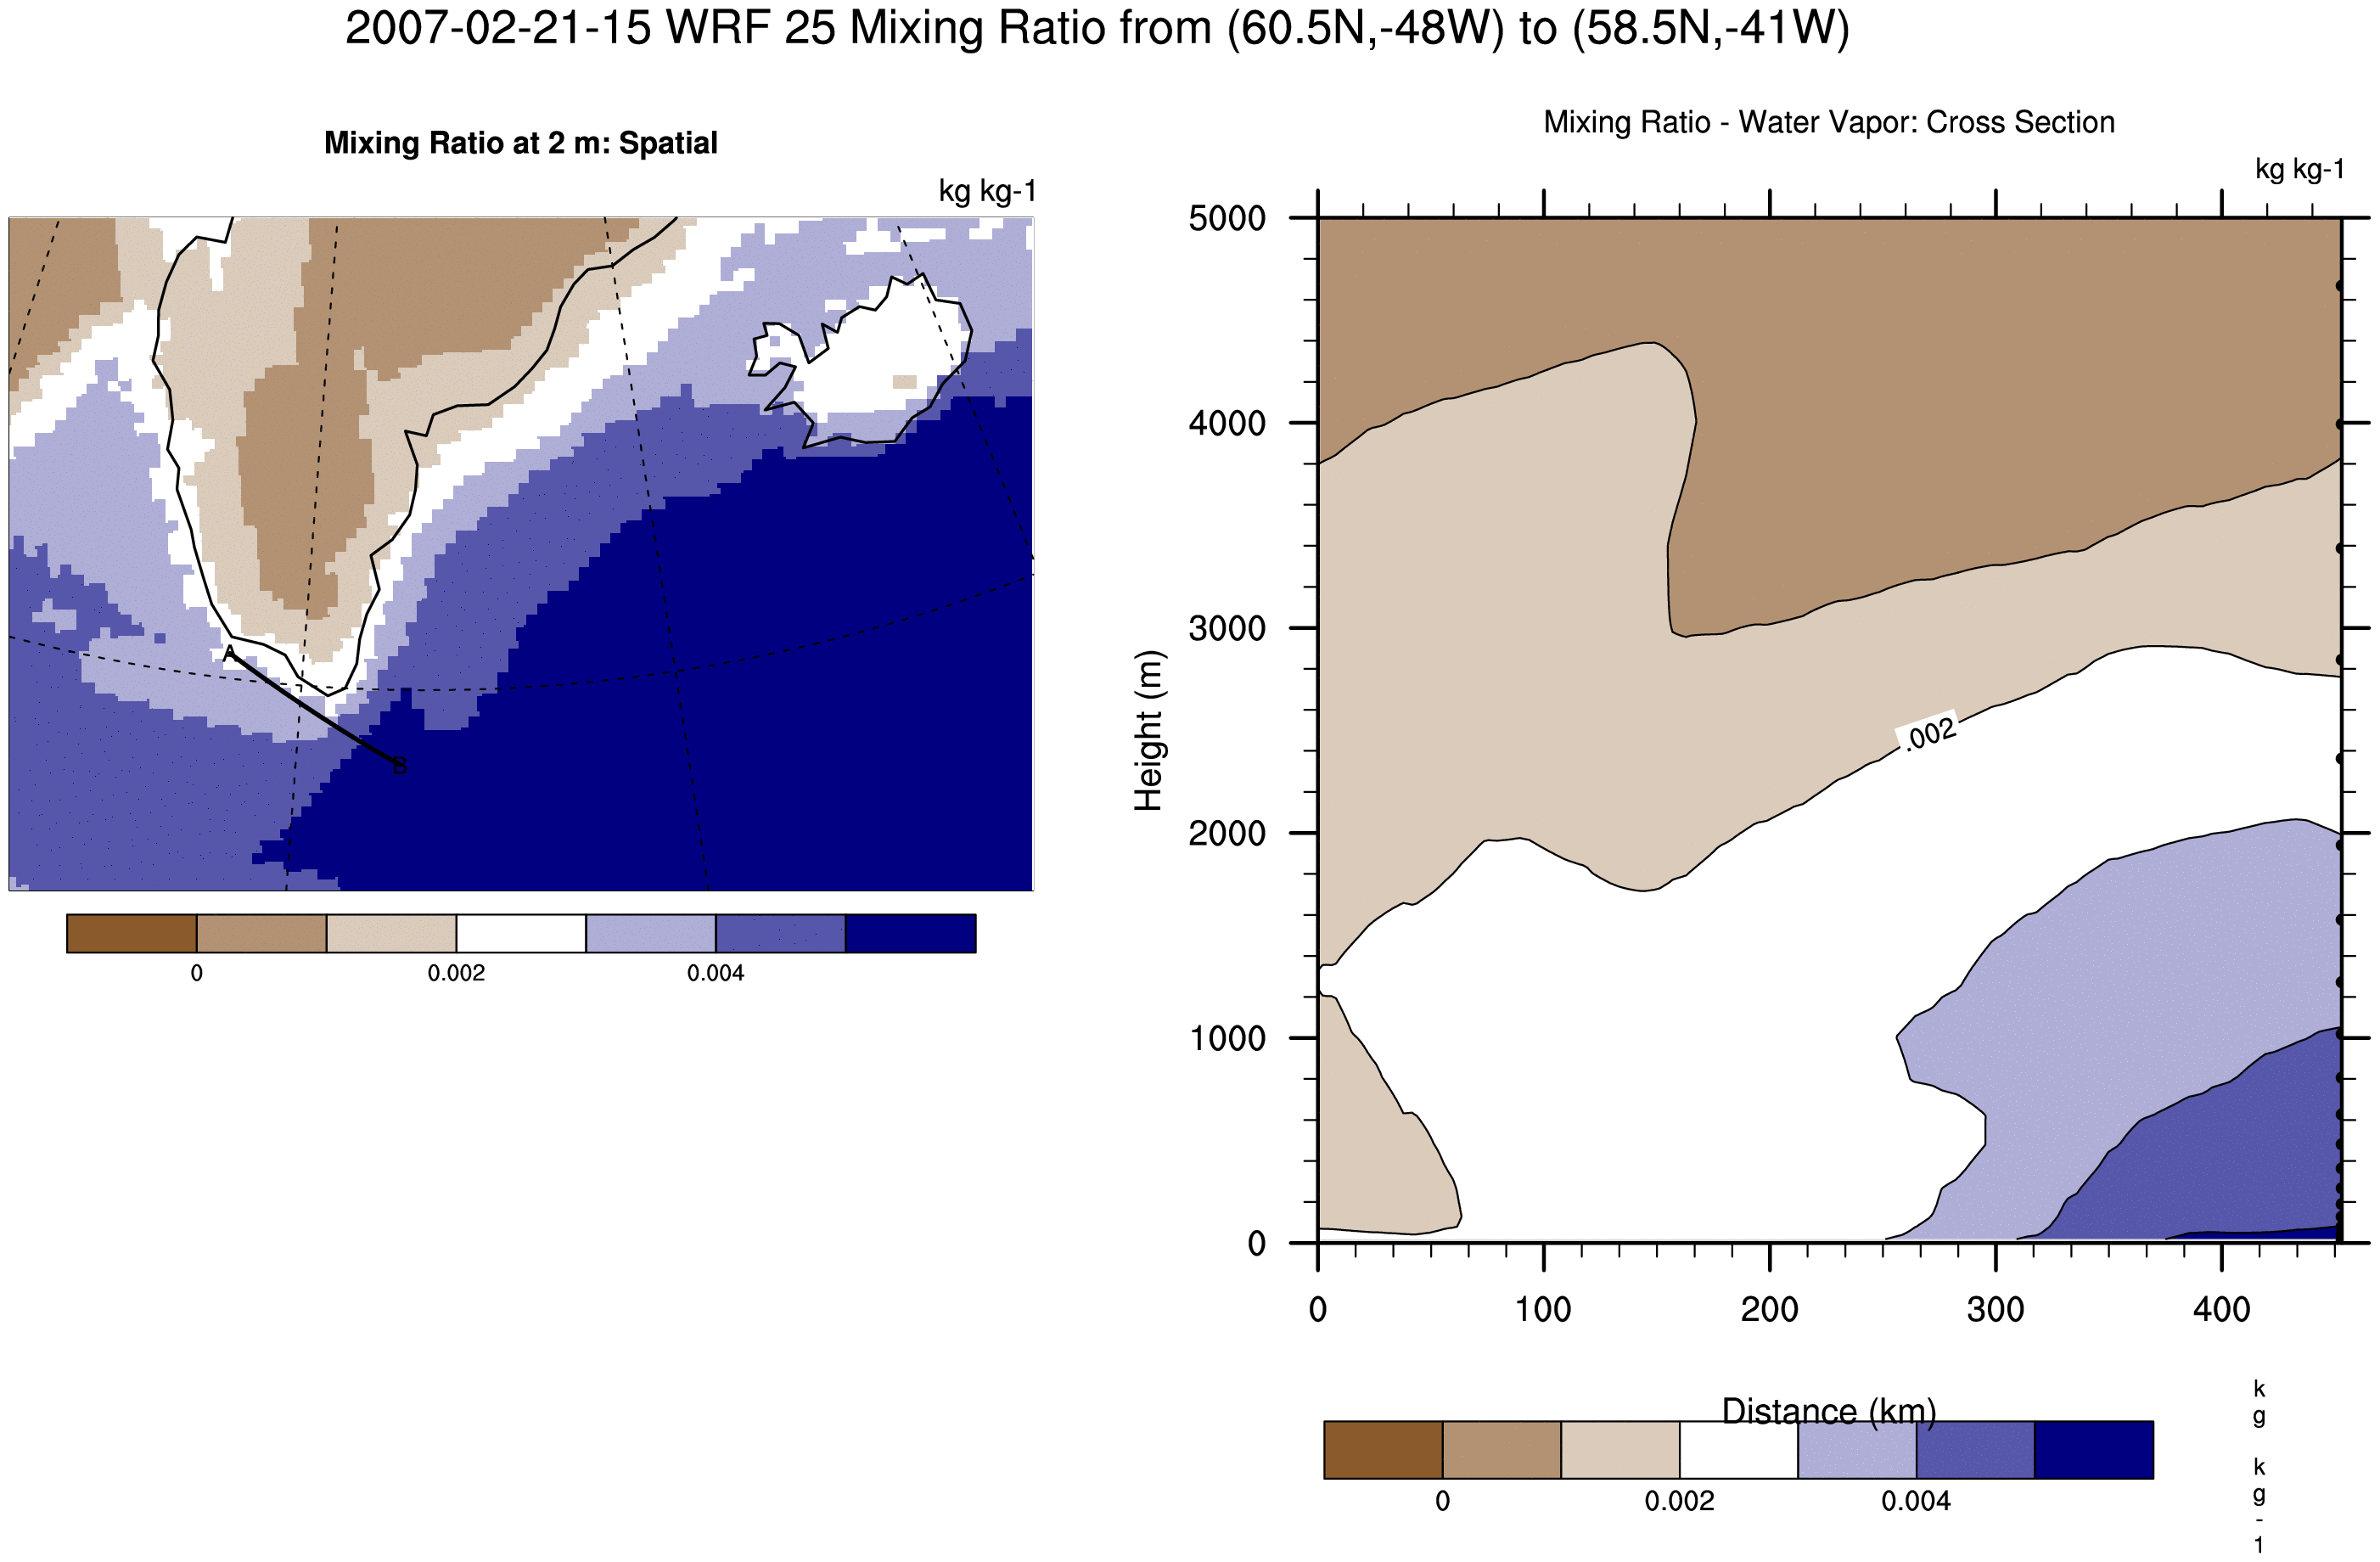 2007-02-21-15 WRF 25 Mixing Ratio from (60.5N,-48W) to (58.5N,-41W)
Mixing Ratio at 2 m: Spatial
kg kg-1
A
B
0 0.002 0.004
Mixing Ratio - Water Vapor: Cross Section
kg kg-1
5000
4000
3000
2000
1000
0
Height (m)
.002
0 100 200 300 400
Distance (km)
0 0.002 0.004
k
g
k
g
-
1